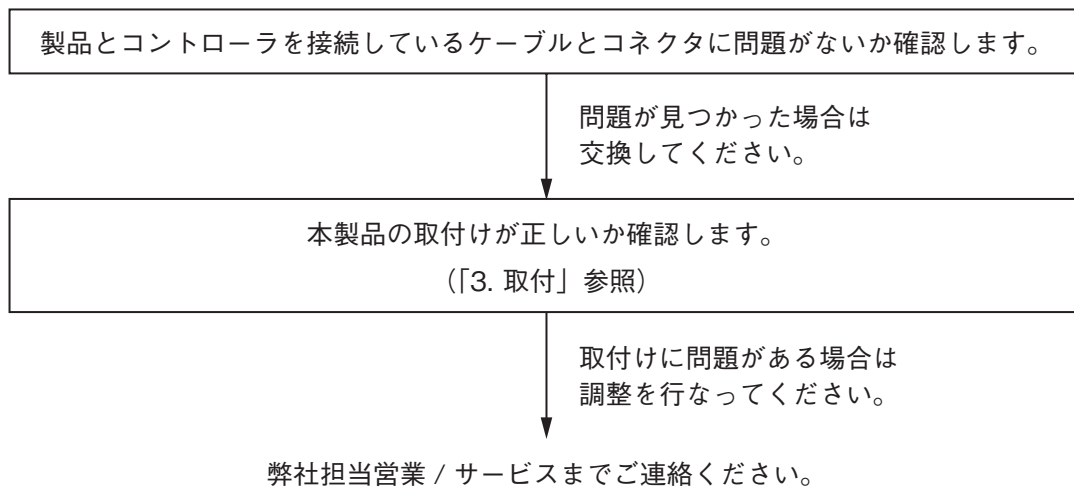 製品とコントローラを接続しているケーブルとコネクタに問題がないか確認します。
問題が見つかった場合は
交換してください。
本製品の取付けが正しいか確認します。
（「3. 取付」参照）
取付けに問題がある場合は
調整を行なってください。
弊社担当営業 / サービスまでご連絡ください。